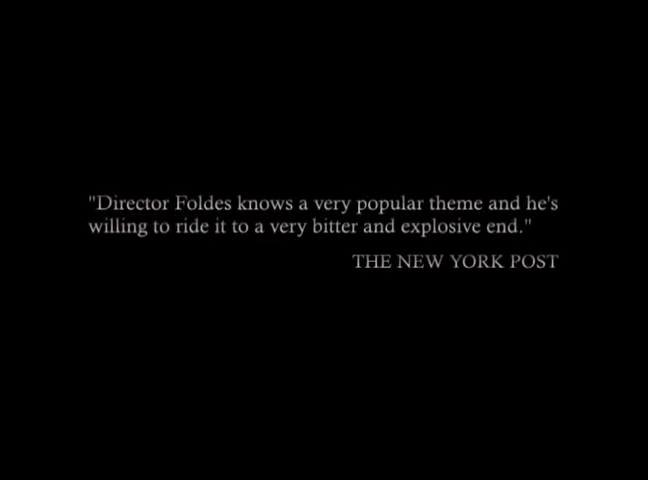 "Director Foldes knows a very popular theme and he's
willing to ride it to a very bitter and explosive end."
THE NEW YORK POST